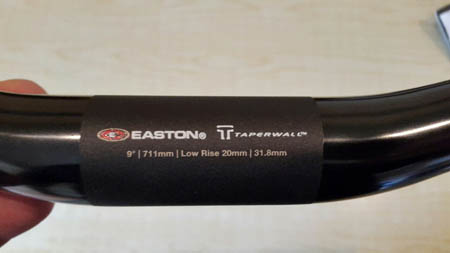 EASTON® TAPERWALL™
9° | 711mm | Low Rise 20mm | 31.8mm